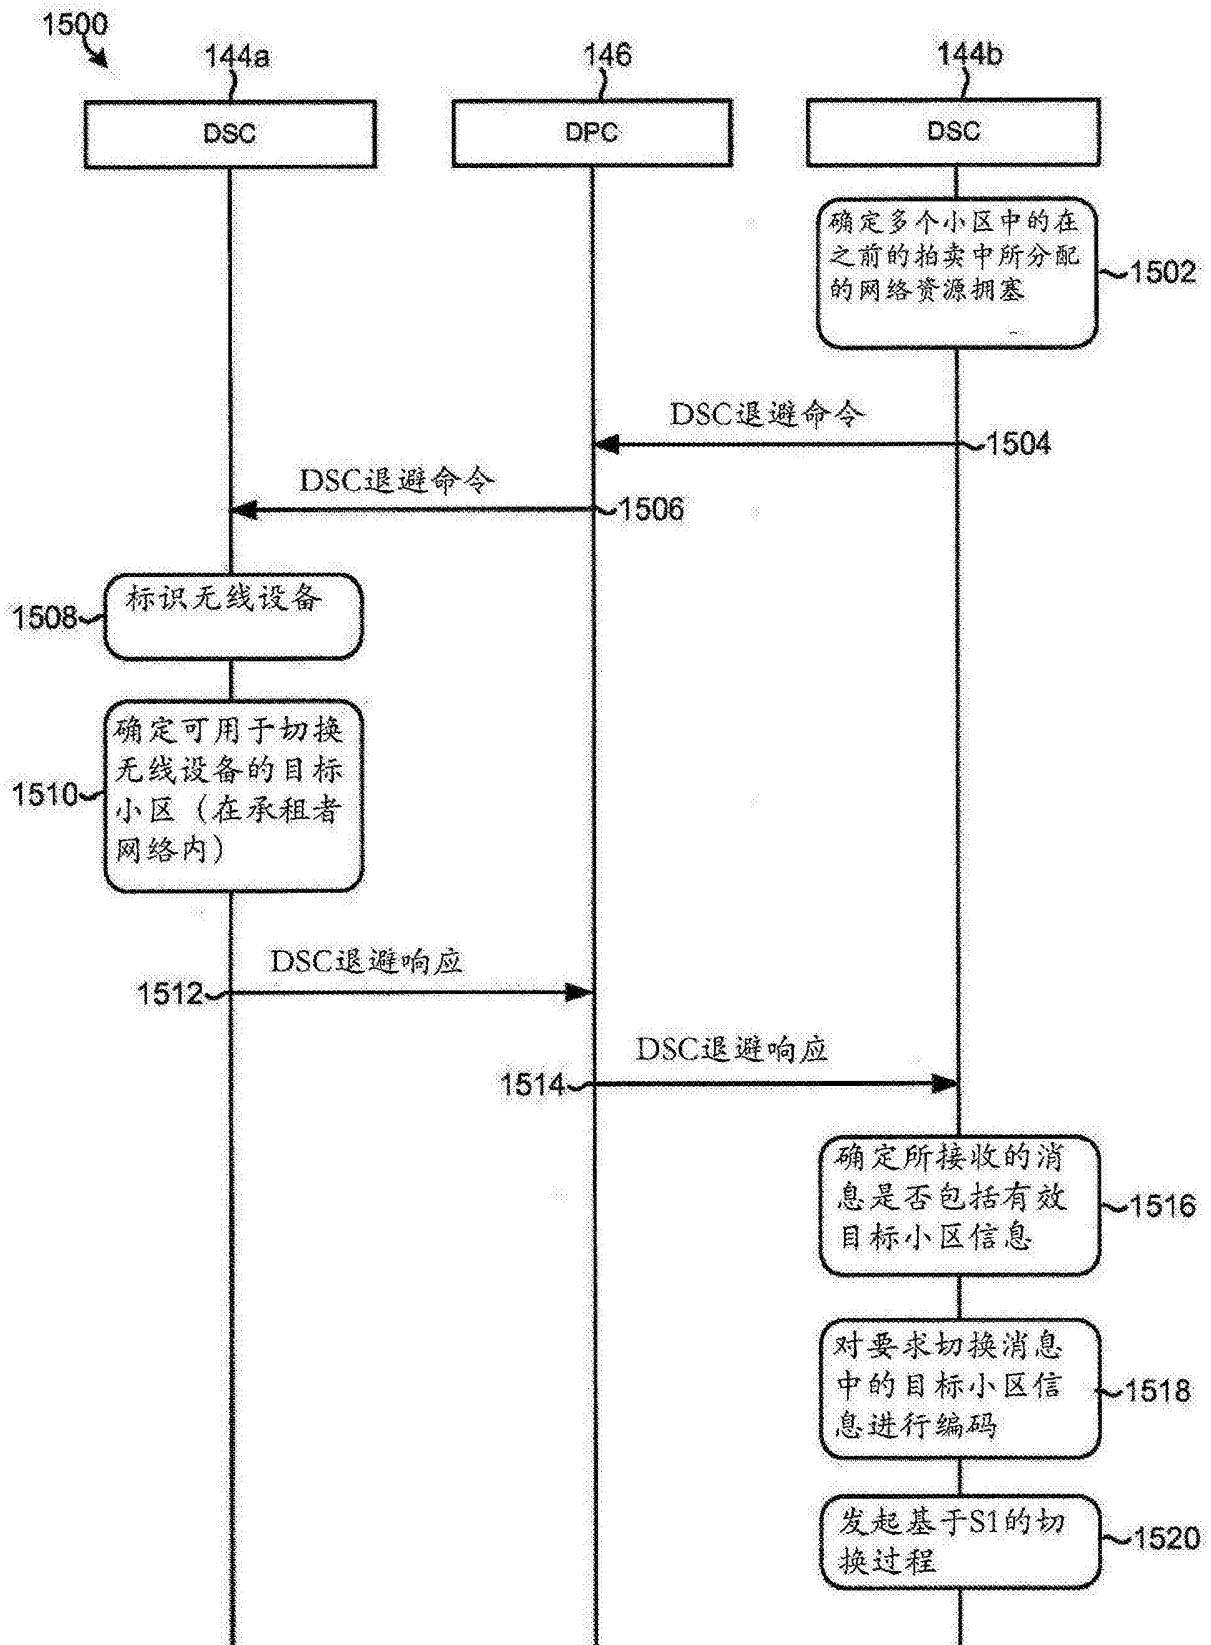 1500
144a
146
144b
DSC
DPC
DSC
确定多个小区中的在
之前的拍卖中所分配
的网络资源拥塞
1502
DSC退避命令
1504
DSC退避命令
1506
标识无线设备
1508
确定可用于切换
无线设备的目标
小区（在承租者
网络内）
1510
DSC退避响应
1512
DSC退避响应
1514
确定所接收的消
息是否包括有效
目标小区信息
1516
对要求切换消息
中的目标小区信
息进行编码
1518
发起基于S1的切
换过程
1520